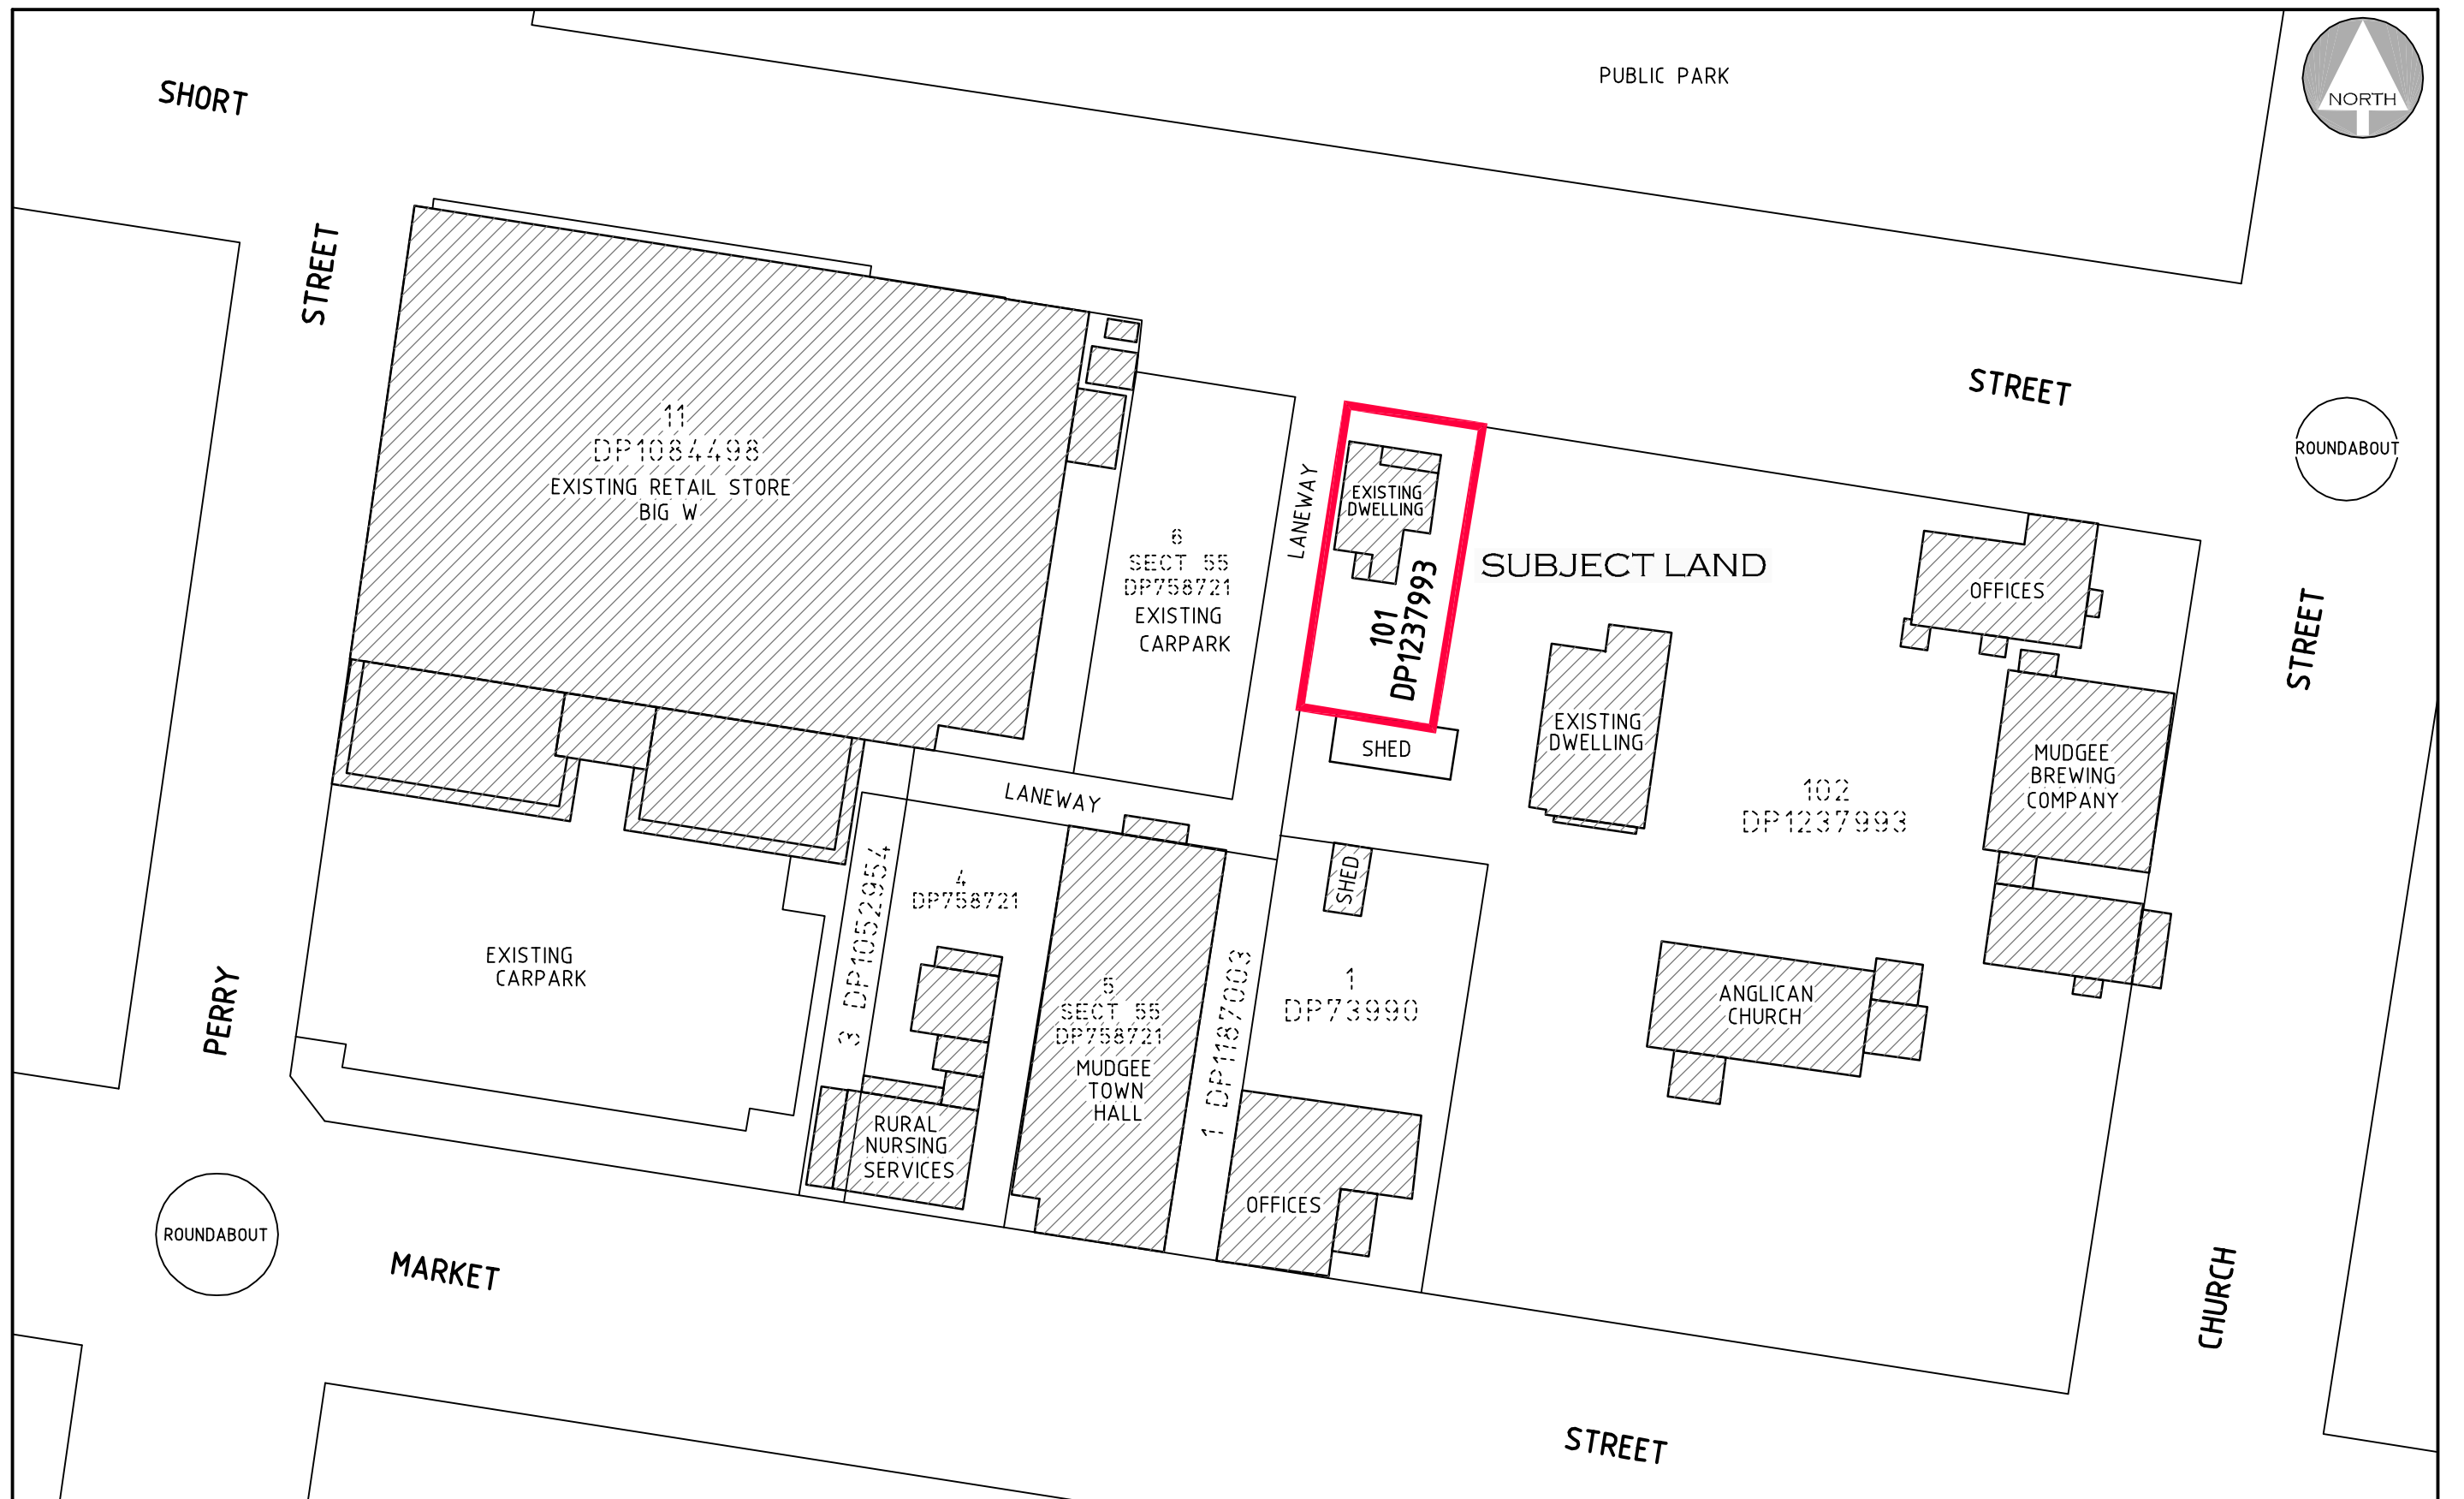 PUBLIC PARK
NORTH
SHORT
STREET
STREET
ROUNDABOUT
11
DP1084498
EXISTING RETAIL STORE
BIG W
6
SECT 55
DP758721
EXISTING
CARPARK
LANEWAY
EXISTING
DWELLING
101
DP1237993
SUBJECT LAND
OFFICES
STREET
SHED
EXISTING
DWELLING
MUDGEE
BREWING
COMPANY
102
DP1237993
LANEWAY
SHED
4
DP758721
3 DP1052954
EXISTING
CARPARK
PERRY
5
SECT 55
DP758721
MUDGEE
TOWN
HALL
1 DP1187003
1
DP73990
ANGLICAN
CHURCH
RURAL
NURSING
SERVICES
OFFICES
ROUNDABOUT
MARKET
CHURCH
STREET